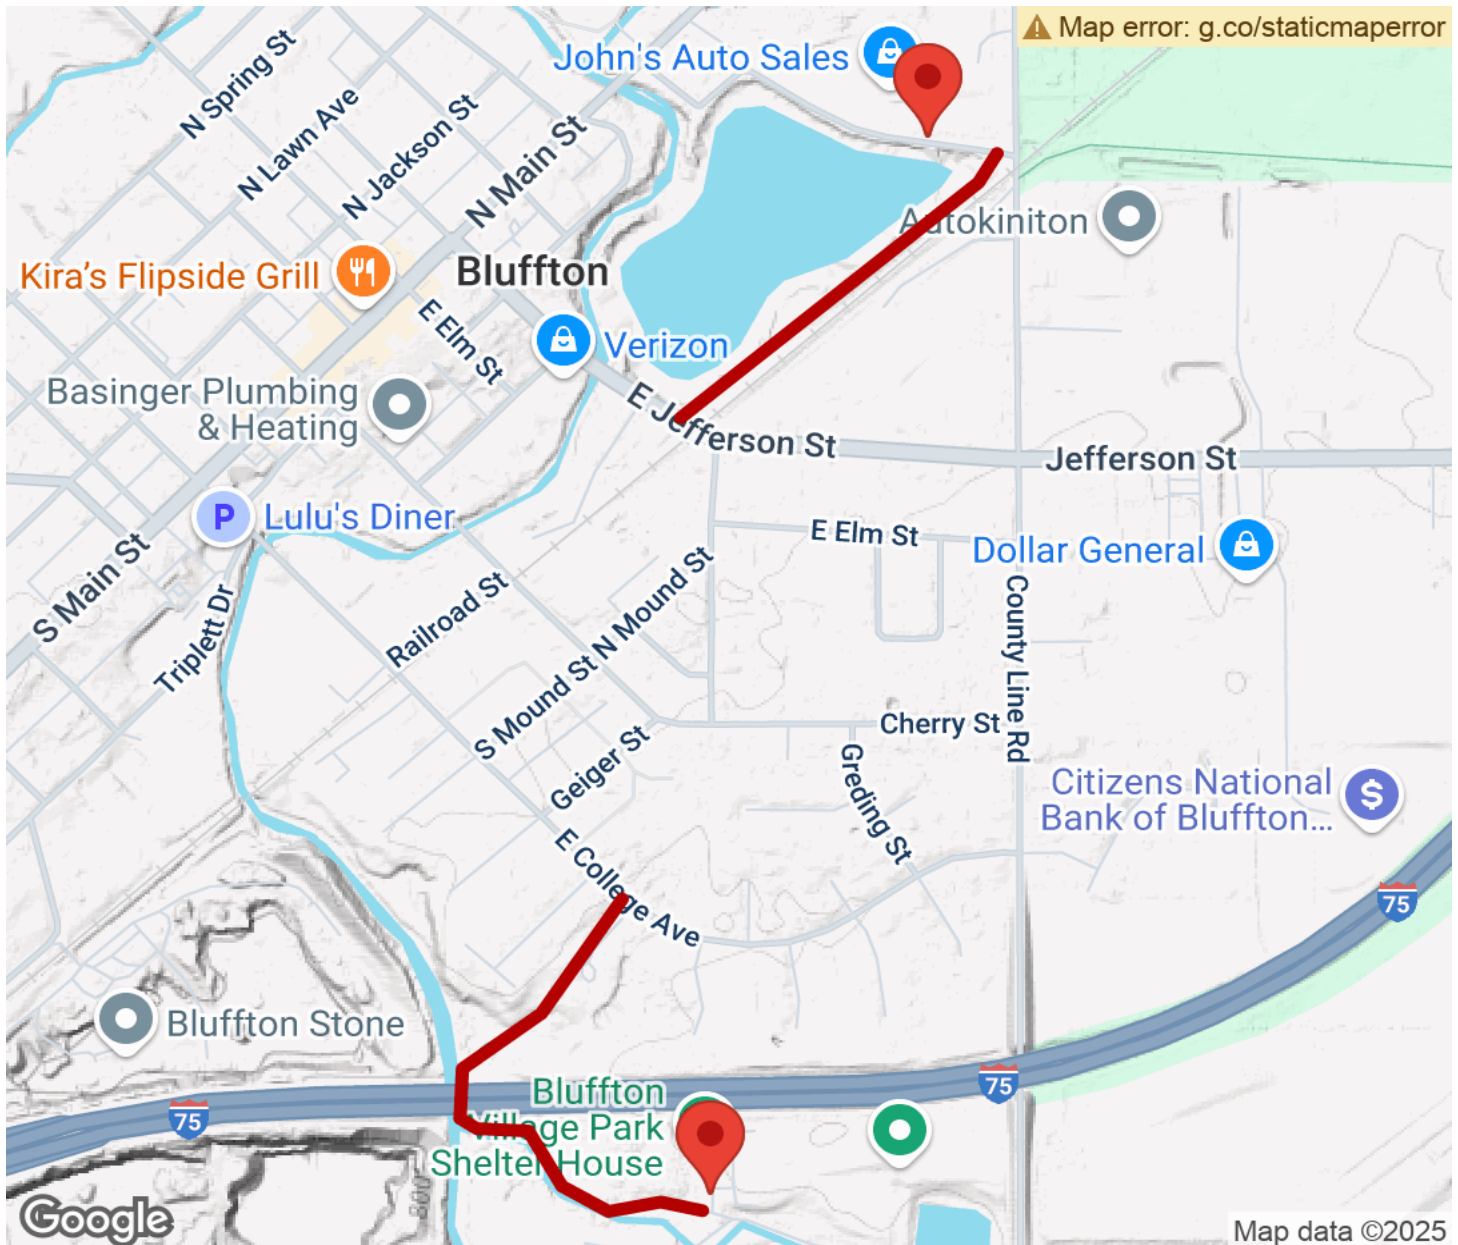 Map error: g.co/staticmaperror
John's Auto Sales
N Spring St
N Lawn Ave
N Jackson St
N Main St
Autokiniton
Kira's Flipside Grill
Bluffton
E Elm St
Verizon
Basinger Plumbing
& Heating
E Jefferson St
Jefferson St
P
Lulu's Diner
E Elm St
Dollar General
S Main St
Triplett Dr
Railroad St
N Mound St
County Line Rd
S Mound St
Cherry St
Geiger St
Greding St
Citizens National
Bank of Bluffton...
$
E College Ave
75
Bluffton Stone
75
Bluffton
Village Park
Shelter House
75
800
Google
Map data ©2025